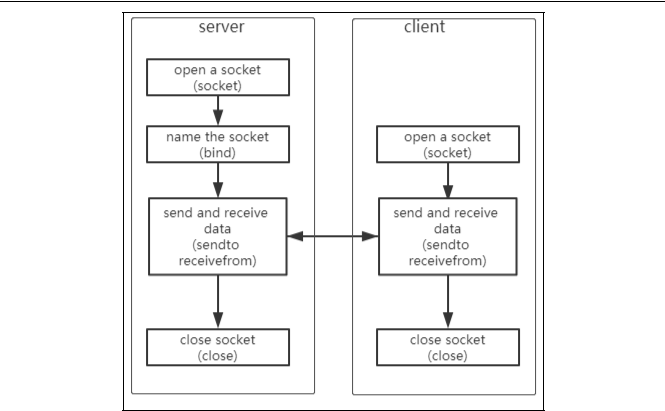 server
open a socket
(socket)
name the socket
(bind)
send and receive
data
(sendto
receivefrom)
close socket
(close)
client
open a socket
(socket)
send and receive
data
(sendto
receivefrom)
close socket
(close)